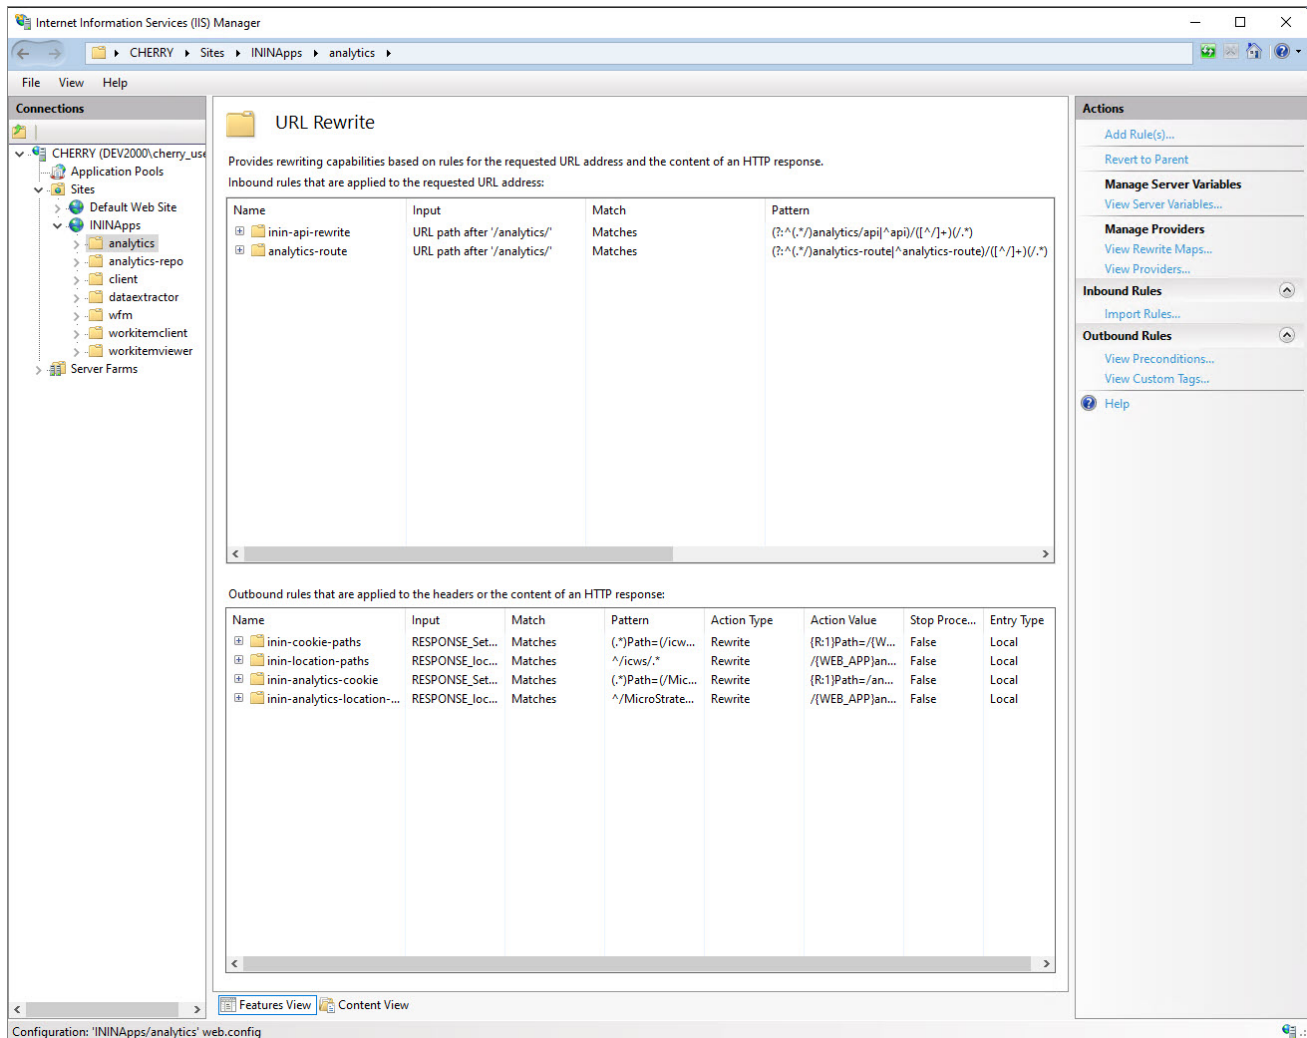 Internet Information Services (IIS) Manager
CHERRY Sites ININApps analytics
File View Help
Connections
CHERRY (DEV2000\cherry_use
Application Pools
Sites
Default Web Site
ININApps
analytics
analytics-repo
client
dataextractor
wfm
workitemclient
workitemviewer
Server Farms
URL Rewrite
Provides rewriting capabilities based on rules for the requested URL address and the content of an HTTP response.
Inbound rules that are applied to the requested URL address:
Name Input Match Pattern
inin-api-rewrite URL path after '/analytics/' Matches (?:^(.*/)analytics/api|^api)/([^/]+)(/.*)
analytics-route URL path after '/analytics/' Matches (?:^(.*/)analytics-route|^analytics-route)/([^/]+)(/.*)
Outbound rules that are applied to the headers or the content of an HTTP response:
Name Input Match Pattern Action Type Action Value Stop Proce... Entry Type
inin-cookie-paths RESPONSE_Set... Matches (.*)Path=(/icw... Rewrite {R:1}Path=/{W... False Local
inin-location-paths RESPONSE_loc... Matches ^/icws/.* Rewrite /{WEB_APP}an... False Local
inin-analytics-cookie RESPONSE_Set... Matches (.*)Path=(/Mic... Rewrite {R:1}Path=/an... False Local
inin-analytics-location-... RESPONSE_loc... Matches ^/MicroStrate... Rewrite /{WEB_APP}an... False Local
Features View Content View
Actions
Add Rule(s)...
Revert to Parent
Manage Server Variables
View Server Variables...
Manage Providers
View Rewrite Maps...
View Providers...
Inbound Rules
Import Rules...
Outbound Rules
View Preconditions...
View Custom Tags...
Help
Configuration: 'ININApps/analytics' web.config